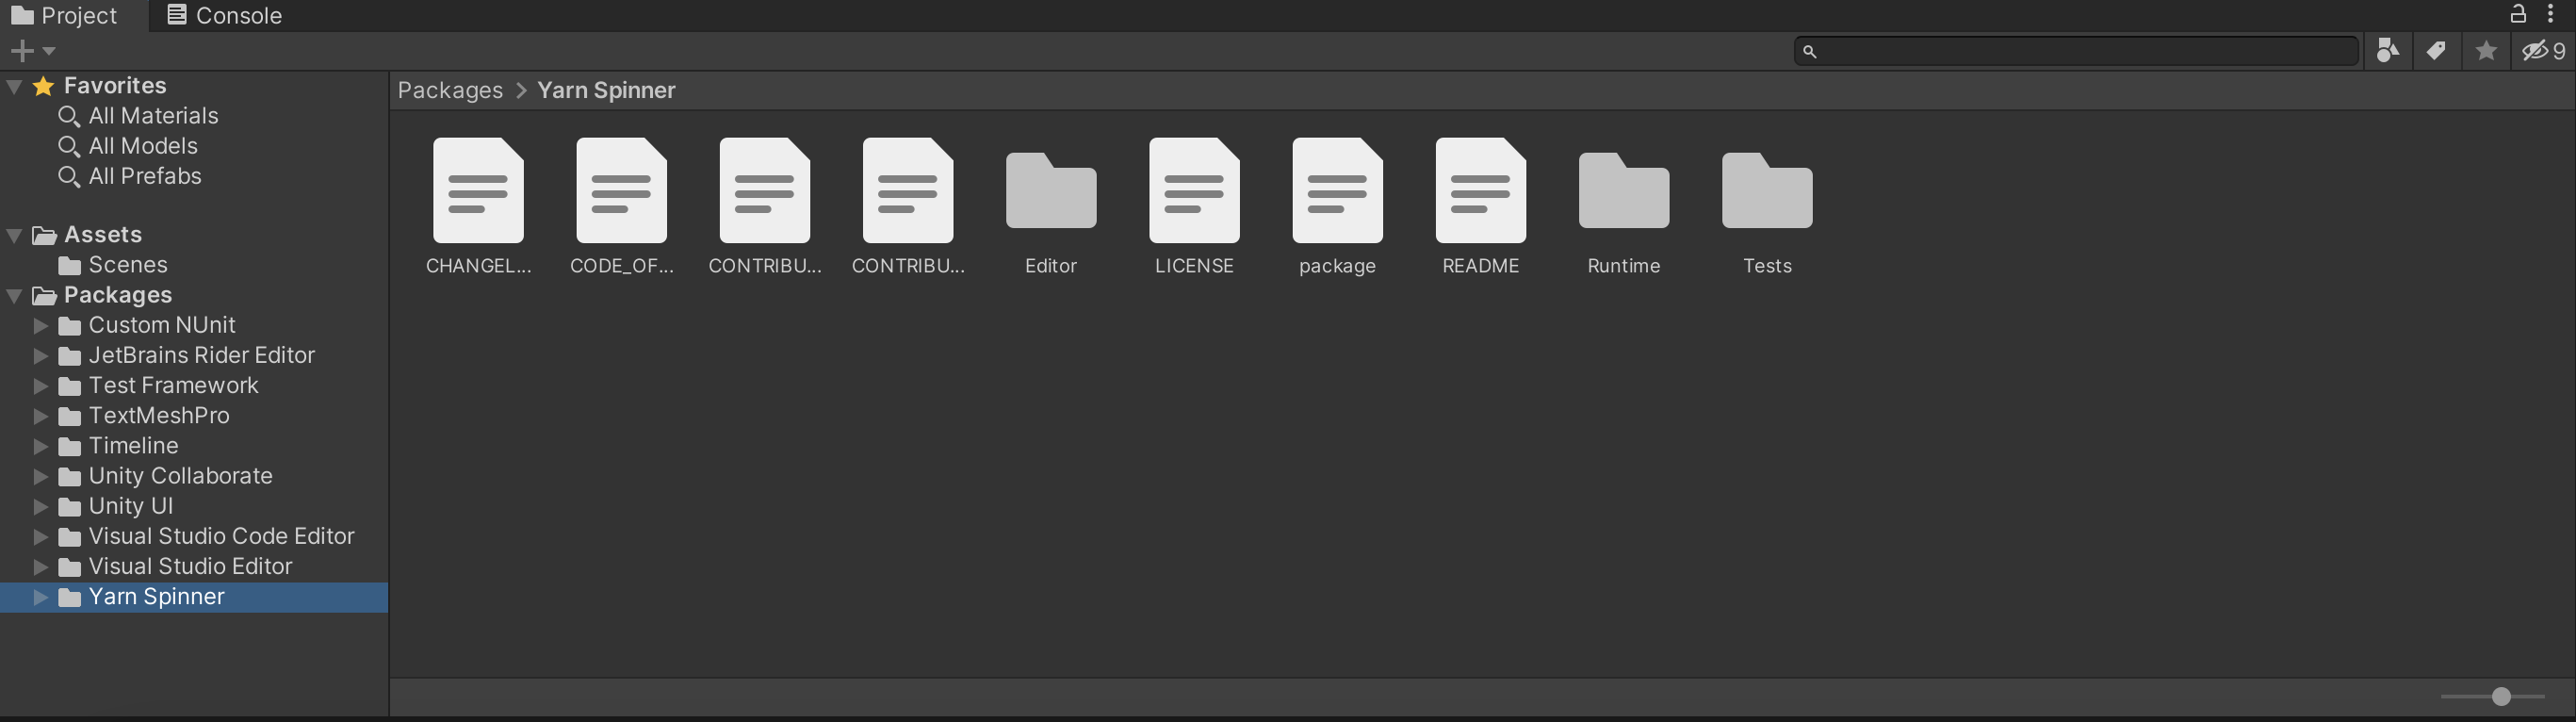 Project
Console
9
Favorites
All Materials
All Models
All Prefabs
Assets
Scenes
Packages
Custom NUnit
JetBrains Rider Editor
Test Framework
TextMeshPro
Timeline
Unity Collaborate
Unity UI
Visual Studio Code Editor
Visual Studio Editor
Yarn Spinner
Packages > Yarn Spinner
CHANGEL...
CODE_OF...
CONTRIBU...
CONTRIBU...
Editor
LICENSE
package
README
Runtime
Tests